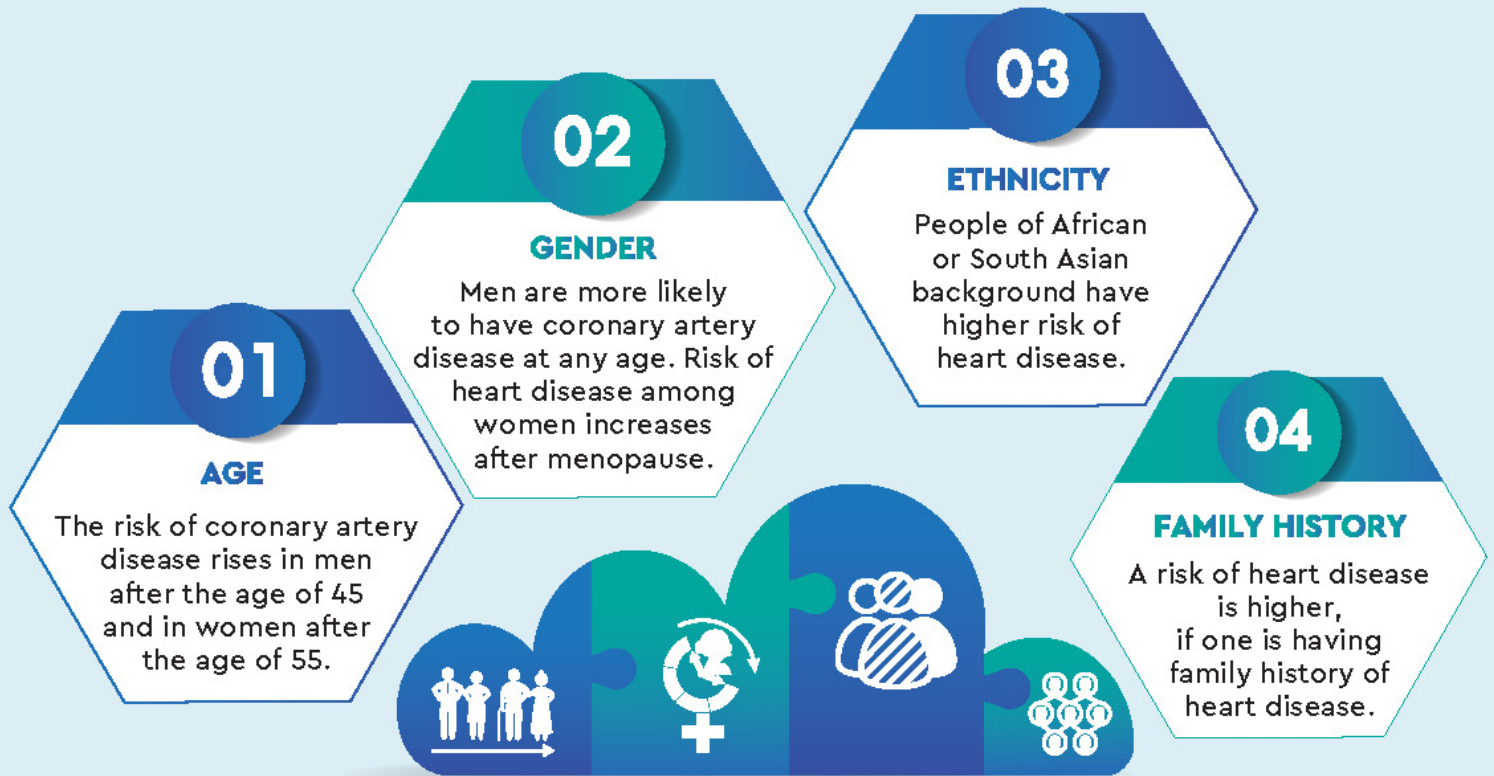 01
AGE
The risk of coronary artery
disease rises in men
after the age of 45
and in women after
the age of 55.
02
GENDER
Men are more likely
to have coronary artery
disease at any age. Risk of
heart disease among
women increases
after menopause.
03
ETHNICITY
People of African
or South Asian
background have
higher risk of
heart disease.
04
FAMILY HISTORY
A risk of heart disease
is higher,
if one is having
family history of
heart disease.